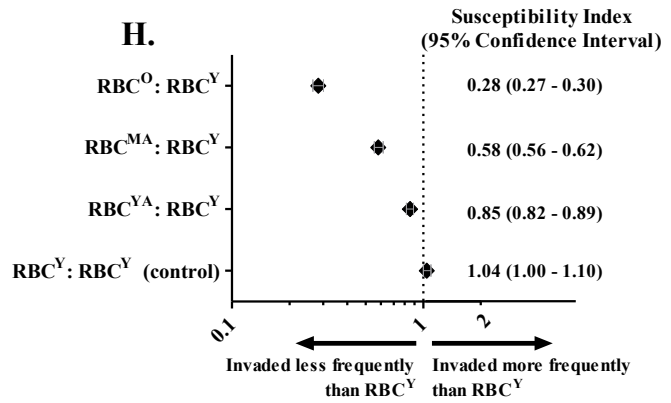 H.
Susceptibility Index
(95% Confidence Interval)
RBC^O: RBC^Y 0.28 (0.27 - 0.30)
RBC^MA: RBC^Y 0.58 (0.56 - 0.62)
RBC^YA: RBC^Y 0.85 (0.82 - 0.89)
RBC^Y: RBC^Y (control) 1.04 (1.00 - 1.10)
0.1 1 2
Invaded less frequently
than RBC^Y
Invaded more frequently
than RBC^Y